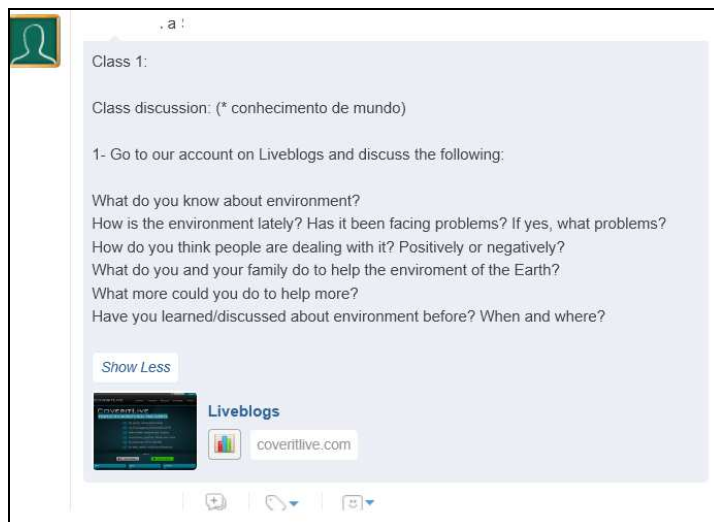 Class 1:
Class discussion: (* conhecimento de mundo)
1- Go to our account on Liveblogs and discuss the following:
What do you know about environment?
How is the environment lately? Has it been facing problems? If yes, what problems?
How do you think people are dealing with it? Positively or negatively?
What do you and your family do to help the enviroment of the Earth?
What more could you do to help more?
Have you learned/discussed about environment before? When and where?
Show Less
COVERITLIVE
Liveblogs
coveritlive.com